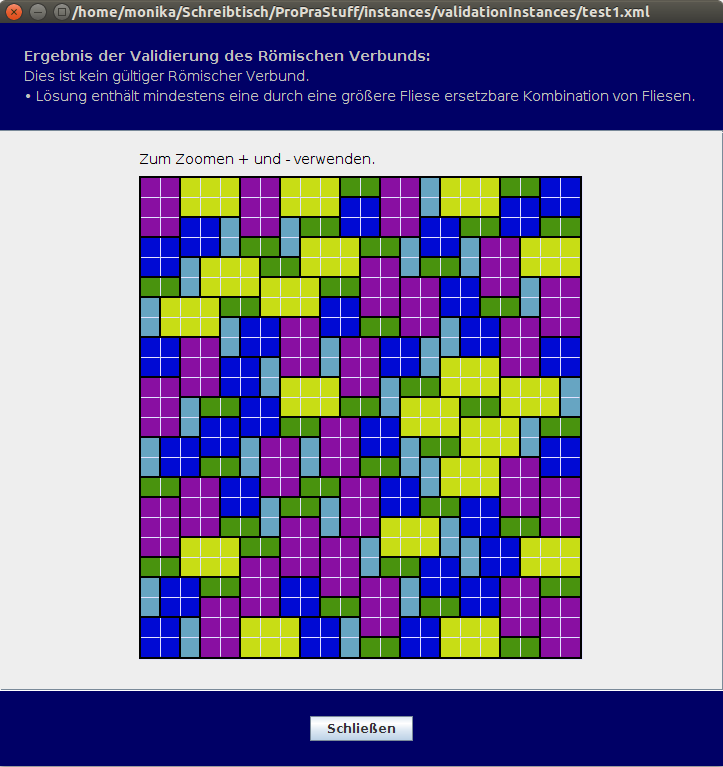 /home/monika/Schreibtisch/ProPraStuff/instances/validationInstances/test1.xml
Ergebnis der Validierung des Römischen Verbunds:
Dies ist kein gültiger Römischer Verbund.
• Lösung enthält mindestens eine durch eine größere Fliese ersetzbare Kombination von Fliesen.
Zum Zoomen + und - verwenden.
Schließen